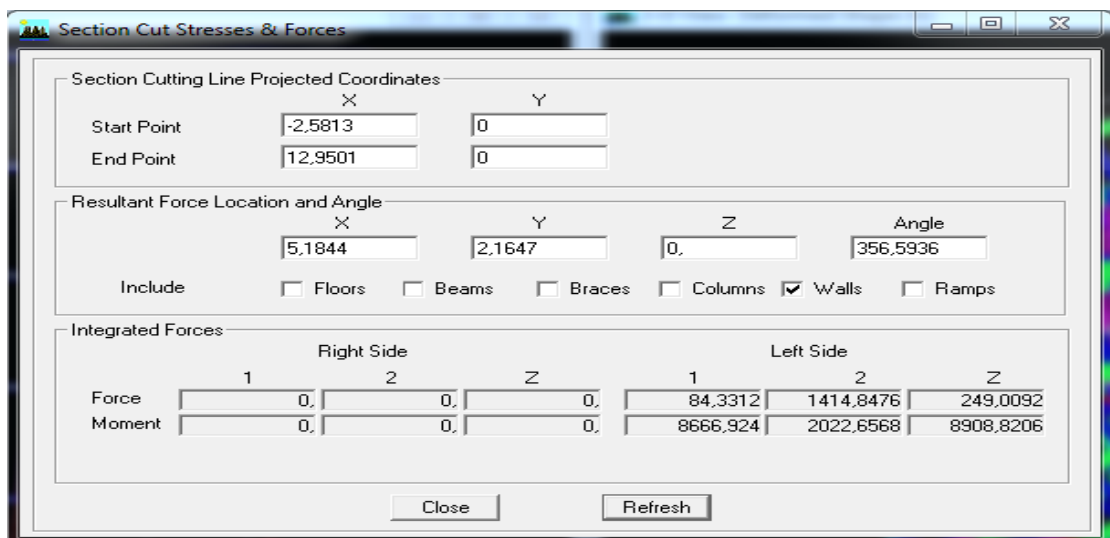 Section Cut Stresses & Forces
Section Cutting Line Projected Coordinates
X Y
Start Point -2,5813 0
End Point 12,9501 0
Resultant Force Location and Angle
X Y Z Angle
5,1844 2,1647 0, 356,5936
Include Floors Beams Braces Columns Walls Ramps
Integrated Forces
Right Side Left Side
1 2 Z 1 2 Z
Force 0, 0, 0, 84,3312 1414,8476 249,0092
Moment 0, 0, 0, 8666,924 2022,6568 8908,8206
Close Refresh